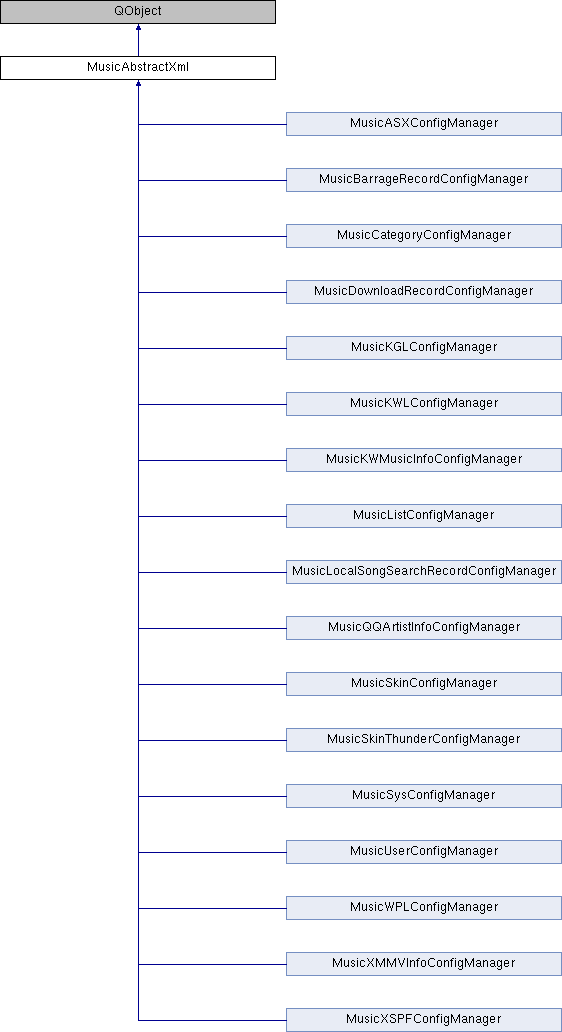 QObject
MusicAbstractXml
MusicASXConfigManager
MusicBarrageRecordConfigManager
MusicCategoryConfigManager
MusicDownloadRecordConfigManager
MusicKGLConfigManager
MusicKWLConfigManager
MusicKWMusicInfoConfigManager
MusicListConfigManager
MusicLocalSongSearchRecordConfigManager
MusicQQArtistInfoConfigManager
MusicSkinConfigManager
MusicSkinThunderConfigManager
MusicSysConfigManager
MusicUserConfigManager
MusicWPLConfigManager
MusicXMMVInfoConfigManager
MusicXSPFConfigManager